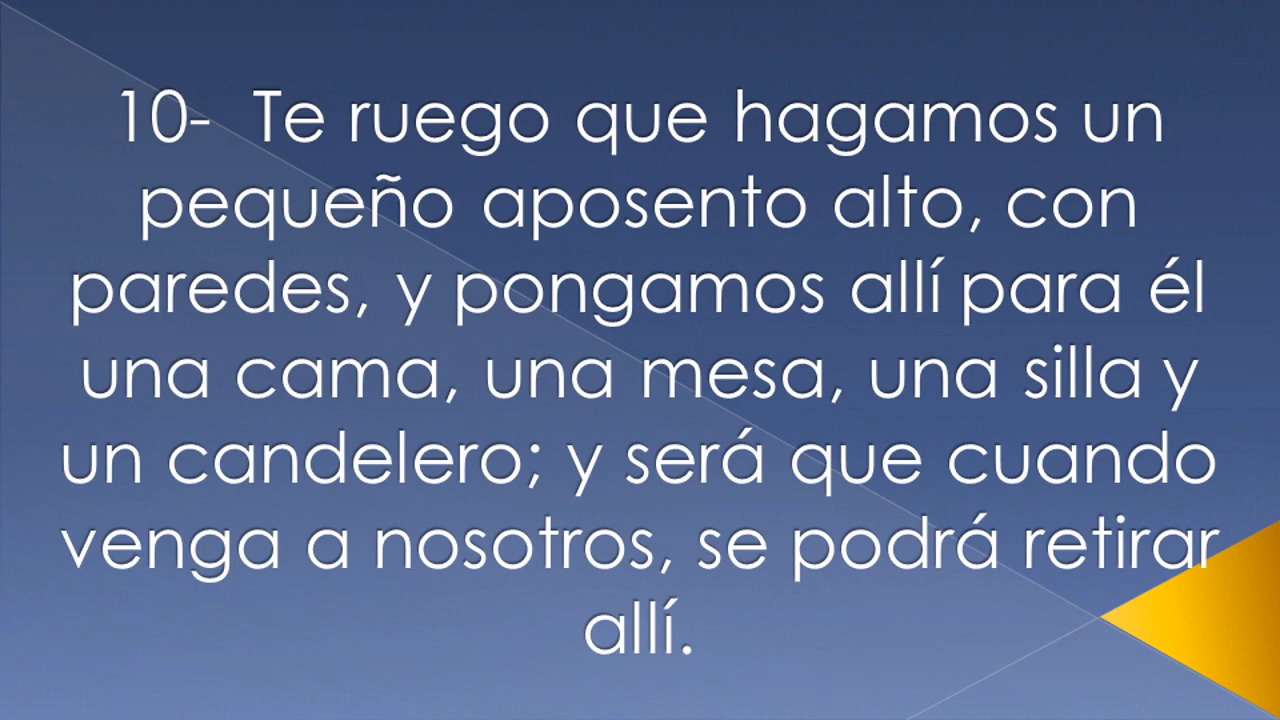 10-  Te ruego que hagamos un
pequeño aposento alto, con
paredes, y pongamos allí para él
una cama, una mesa, una silla y
un candelero; y será que cuando
venga a nosotros, se podrá retirar
allí.